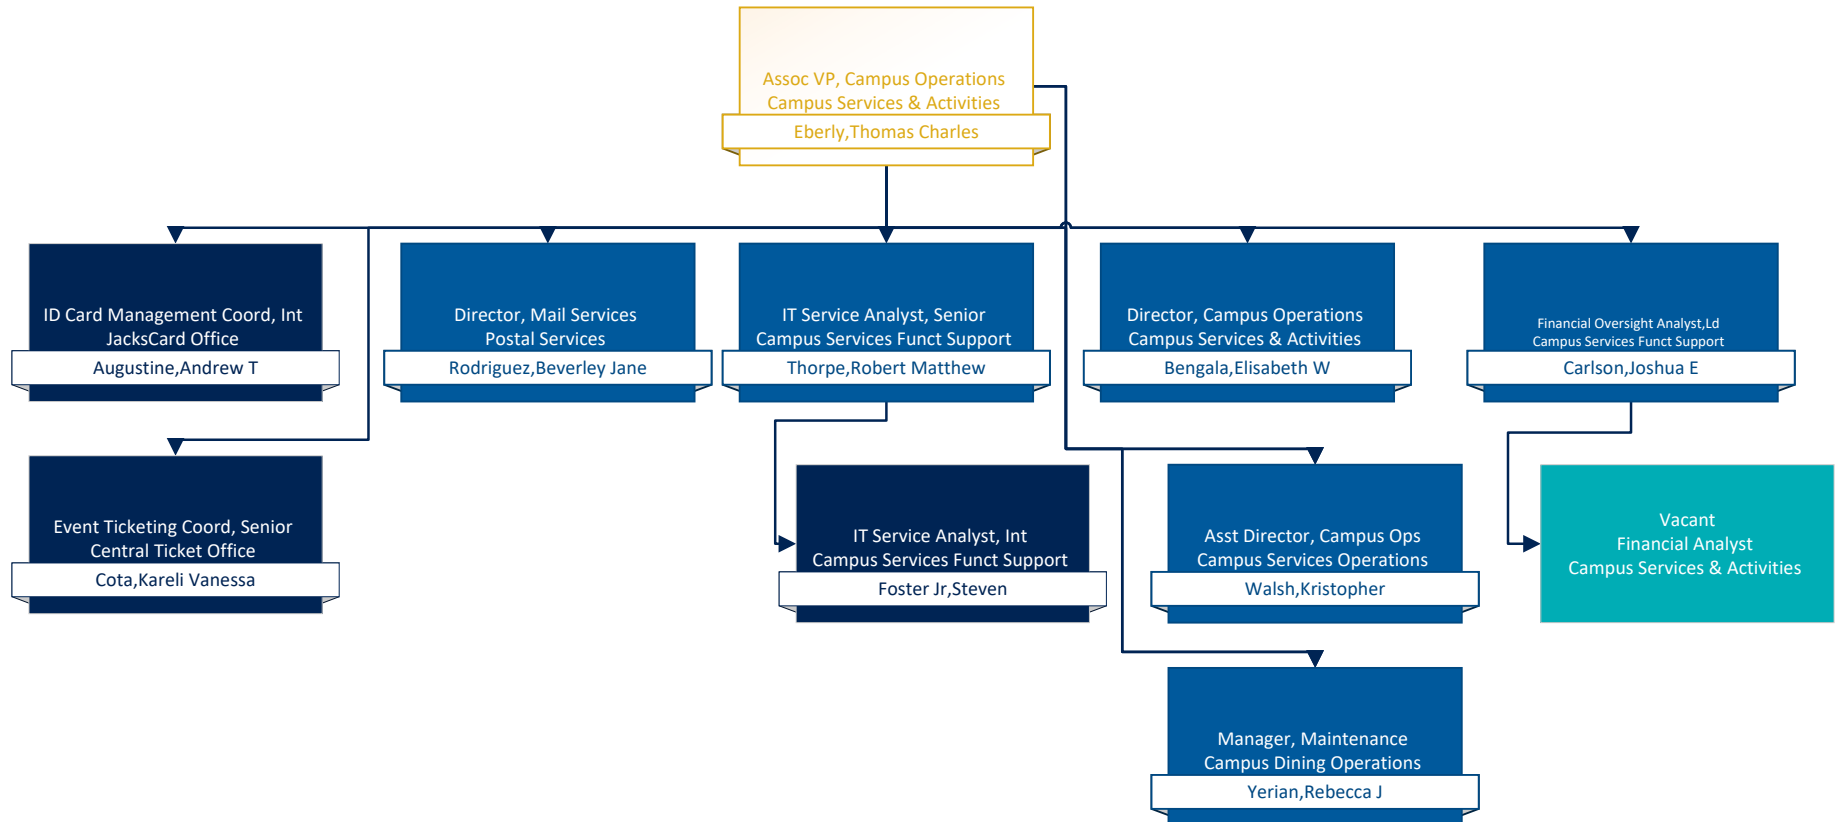 Assoc VP, Campus Operations
Campus Services & Activities
Eberly,Thomas Charles
ID Card Management Coord, Int
JacksCard Office
Augustine,Andrew T
Director, Mail Services
Postal Services
Rodriguez,Beverley Jane
IT Service Analyst, Senior
Campus Services Funct Support
Thorpe,Robert Matthew
Director, Campus Operations
Campus Services & Activities
Bengala,Elisabeth W
Financial Oversight Analyst,Ld
Campus Services Funct Support
Carlson,Joshua E
Event Ticketing Coord, Senior
Central Ticket Office
Cota,Kareli Vanessa
IT Service Analyst, Int
Campus Services Funct Support
Foster Jr,Steven
Asst Director, Campus Ops
Campus Services Operations
Walsh,Kristopher
Vacant
Financial Analyst
Campus Services & Activities
Manager, Maintenance
Campus Dining Operations
Yerian,Rebecca J